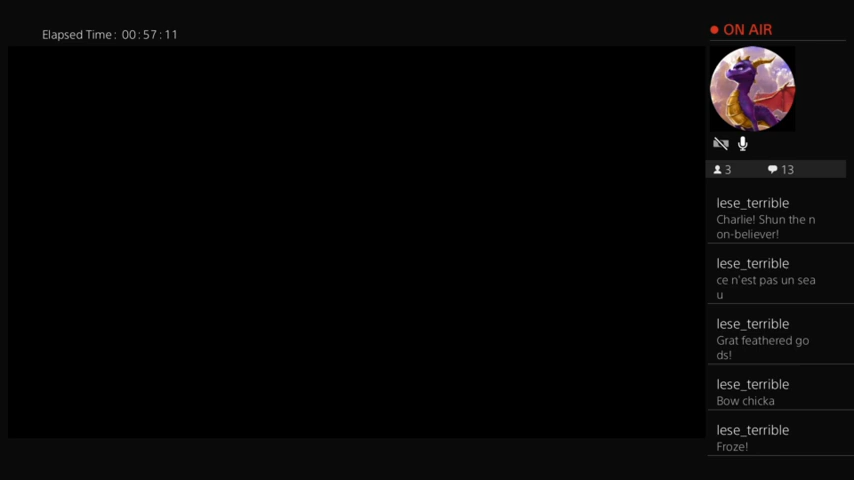 Elapsed Time: 00:57:11
ON AIR
3 13
lese_terrible
Charlie! Shun the n
on-believer!
lese_terrible
ce n'est pas un sea
u
lese_terrible
Grat feathered go
ds!
lese_terrible
Bow chicka
lese_terrible
Froze!